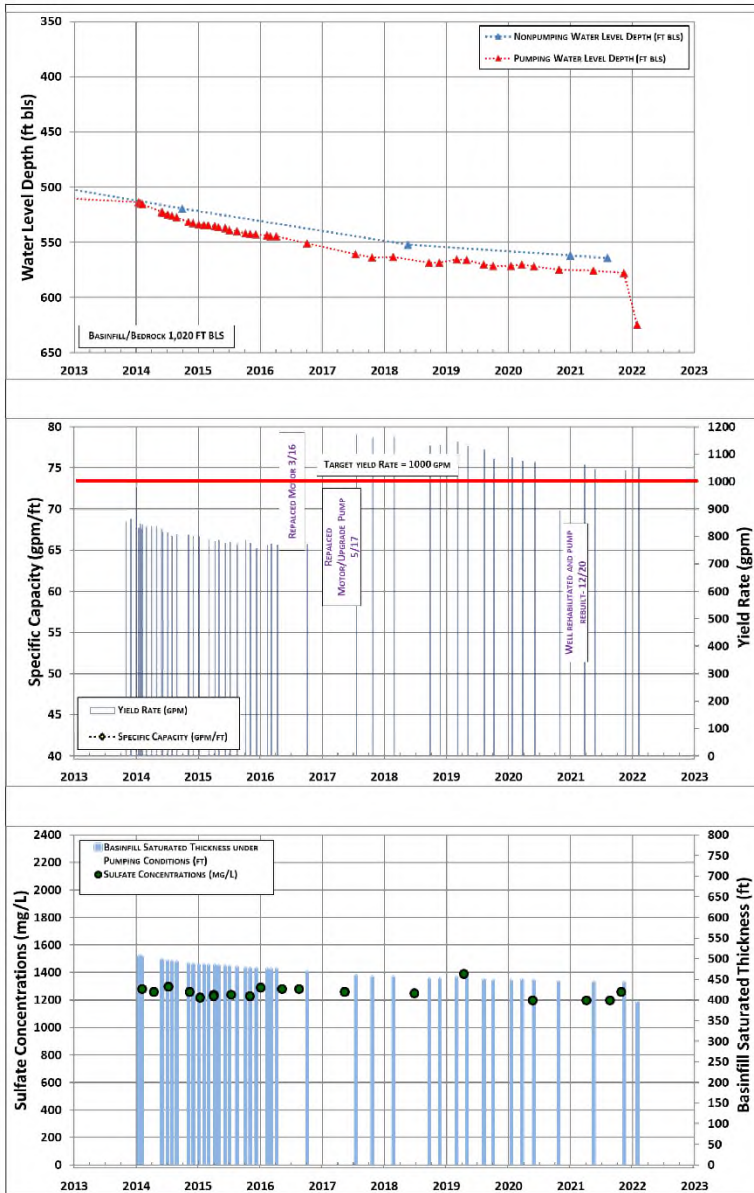 350
400
450
500
550
600
650
Water Level Depth (ft bls)
NONPUMPING WATER LEVEL DEPTH (FT BLS)
PUMPING WATER LEVEL DEPTH (FT BLS)
BASINFILL/BEDROCK 1,020 FT BLS
2013 2014 2015 2016 2017 2018 2019 2020 2021 2022 2023
80
75
70
65
60
55
50
45
40
Specific Capacity (gpm/ft)
REPALCED MOTOR 3/16
REPALCED
MOTOR/UPGRADE PUMP
5/17
TARGET YIELD RATE = 1000 GPM
WELL REHABILITATED AND PUMP
REBUILT- 12/20
YIELD RATE (GPM)
SPECIFIC CAPACITY (GPM/FT)
1200
1100
1000
900
800
700
600
500
400
300
200
100
0
Yield Rate (gpm)
2013 2014 2015 2016 2017 2018 2019 2020 2021 2022 2023
2400
2200
2000
1800
1600
1400
1200
1000
800
600
400
200
0
Sulfate Concentrations (mg/L)
BASINFILL SATURATED THICKNESS UNDER
PUMPING CONDITIONS (FT)
SULFATE CONCENTRATIONS (MG/L)
800
750
700
650
600
550
500
450
400
350
300
250
200
150
100
50
0
Basinfill Saturated Thickness (ft)
2013 2014 2015 2016 2017 2018 2019 2020 2021 2022 2023